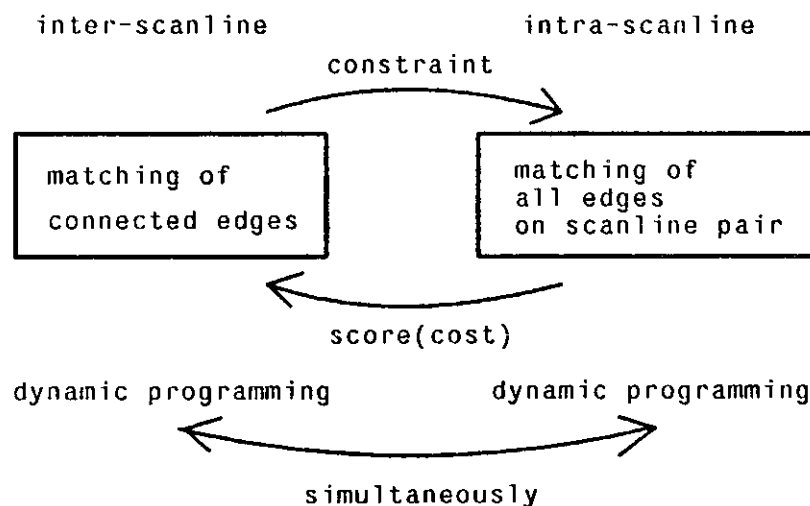 inter-scanline
intra-scanline
constraint
matching of
connected edges
matching of
all edges
on scanline pair
score(cost)
dynamic programming
dynamic programming
simultaneously